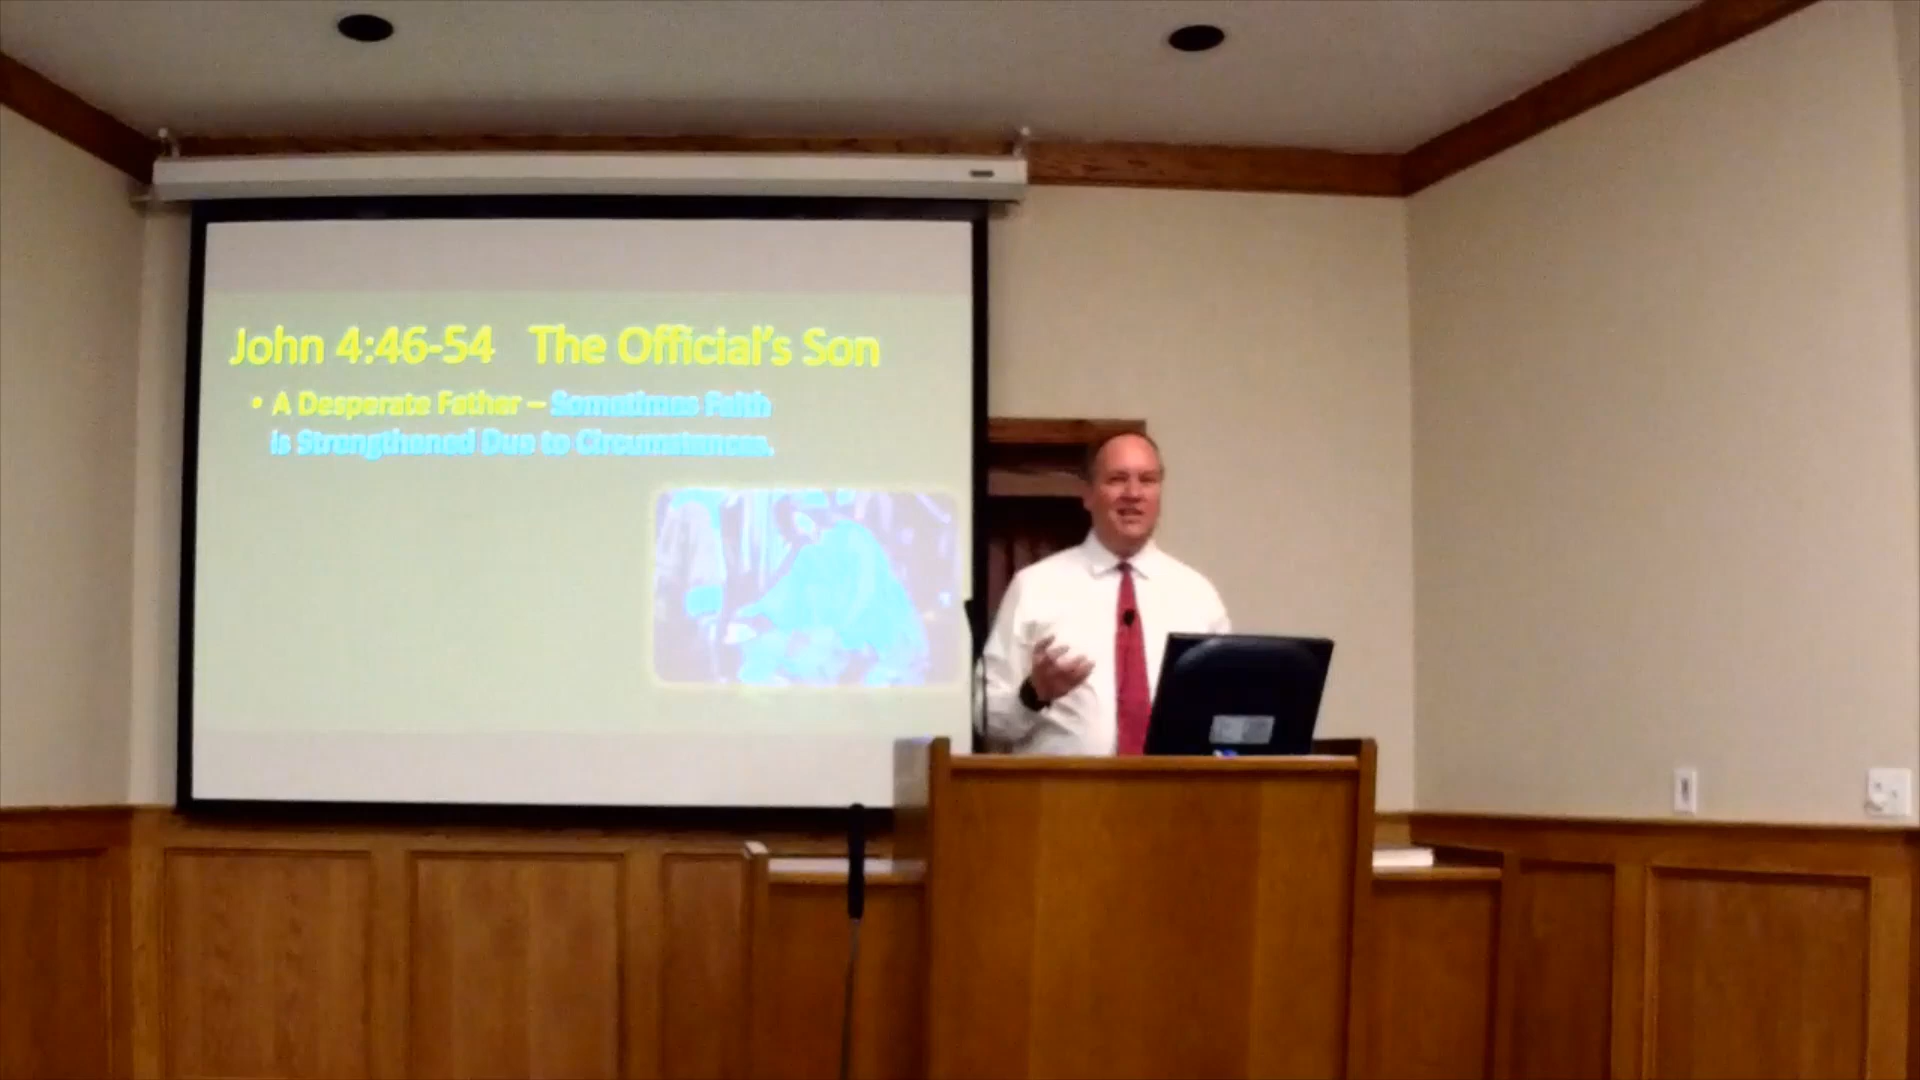 John 4:46-54 The Official's Son
• A Desperate Father – Sometimes Faith
is Strengthened Due to Circumstances.